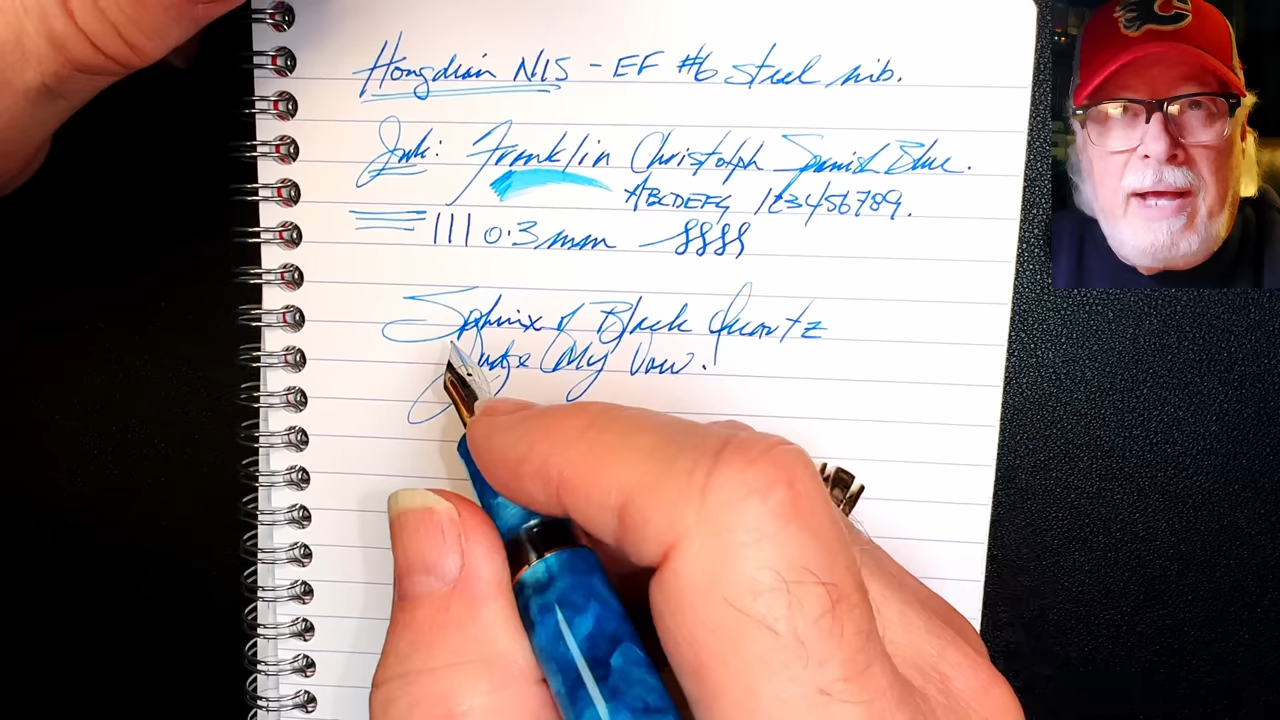 Hongdian N15 - EF #6 steel nib.
Ink: Franklin Christoph Spanish Blue.
ABCDEFG 123456789.
0.3mm
Sphinx of Black Quartz
Judge My Vow.